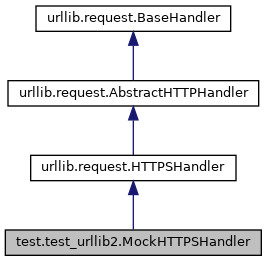 urllib.request.BaseHandler
urllib.request.AbstractHTTPHandler
urllib.request.HTTPSHandler
test.test_urllib2.MockHTTPSHandler